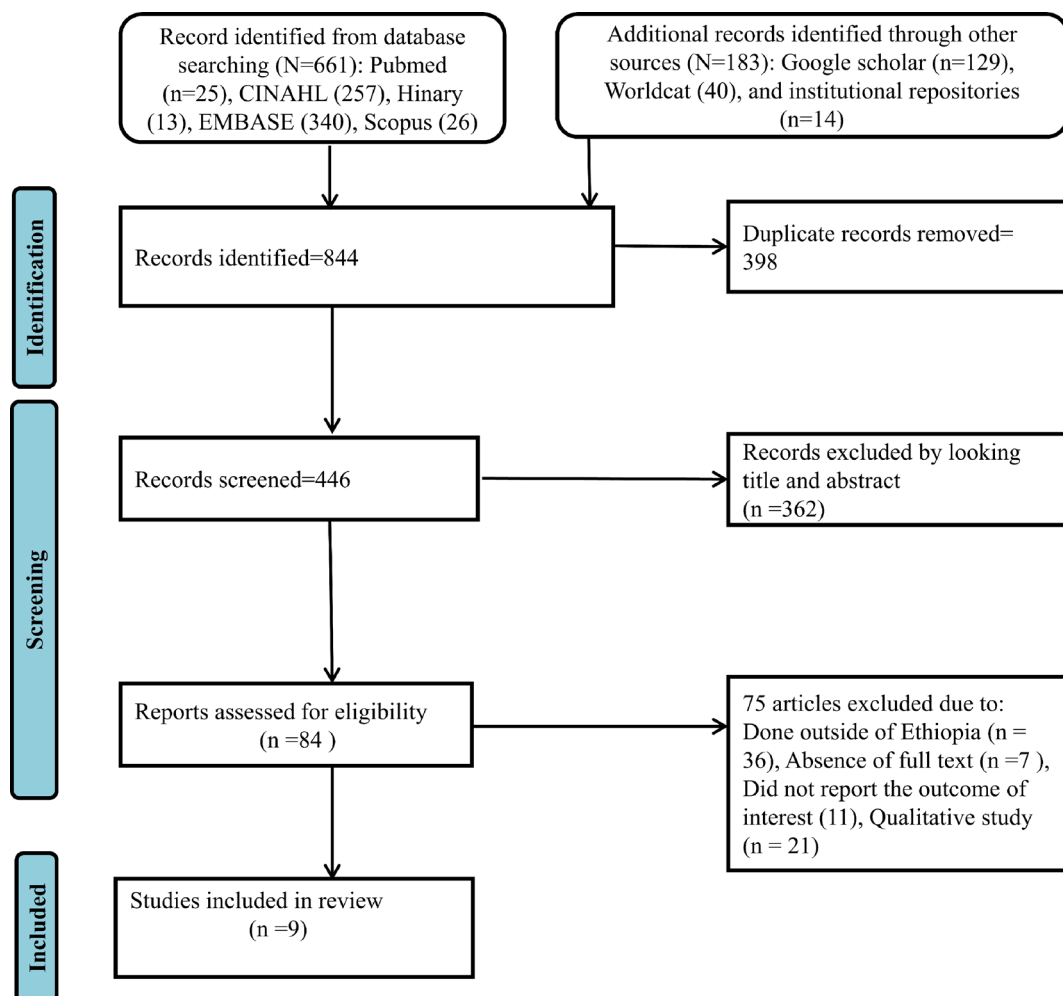 Record identified from database
searching (N=661): Pubmed
(n=25), CINAHL (257), Hinary
(13), EMBASE (340), Scopus (26)
Additional records identified through other
sources (N=183): Google scholar (n=129),
Worldcat (40), and institutional repositories
(n=14)
Identification
Records identified=844
Duplicate records removed=
398
Screening
Records screened=446
Records excluded by looking
title and abstract
(n =362)
Reports assessed for eligibility
(n =84 )
75 articles excluded due to:
Done outside of Ethiopia (n =
36), Absence of full text (n =7 ),
Did not report the outcome of
interest (11), Qualitative study
(n = 21)
Included
Studies included in review
(n =9)